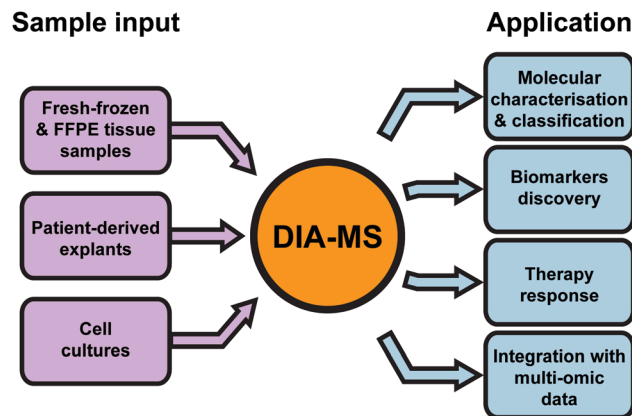 Sample input
Application
Fresh-frozen
& FFPE tissue
samples
Patient-derived
explants
Cell
cultures
DIA-MS
Molecular
characterisation
& classification
Biomarkers
discovery
Therapy
response
Integration with
multi-omic
data